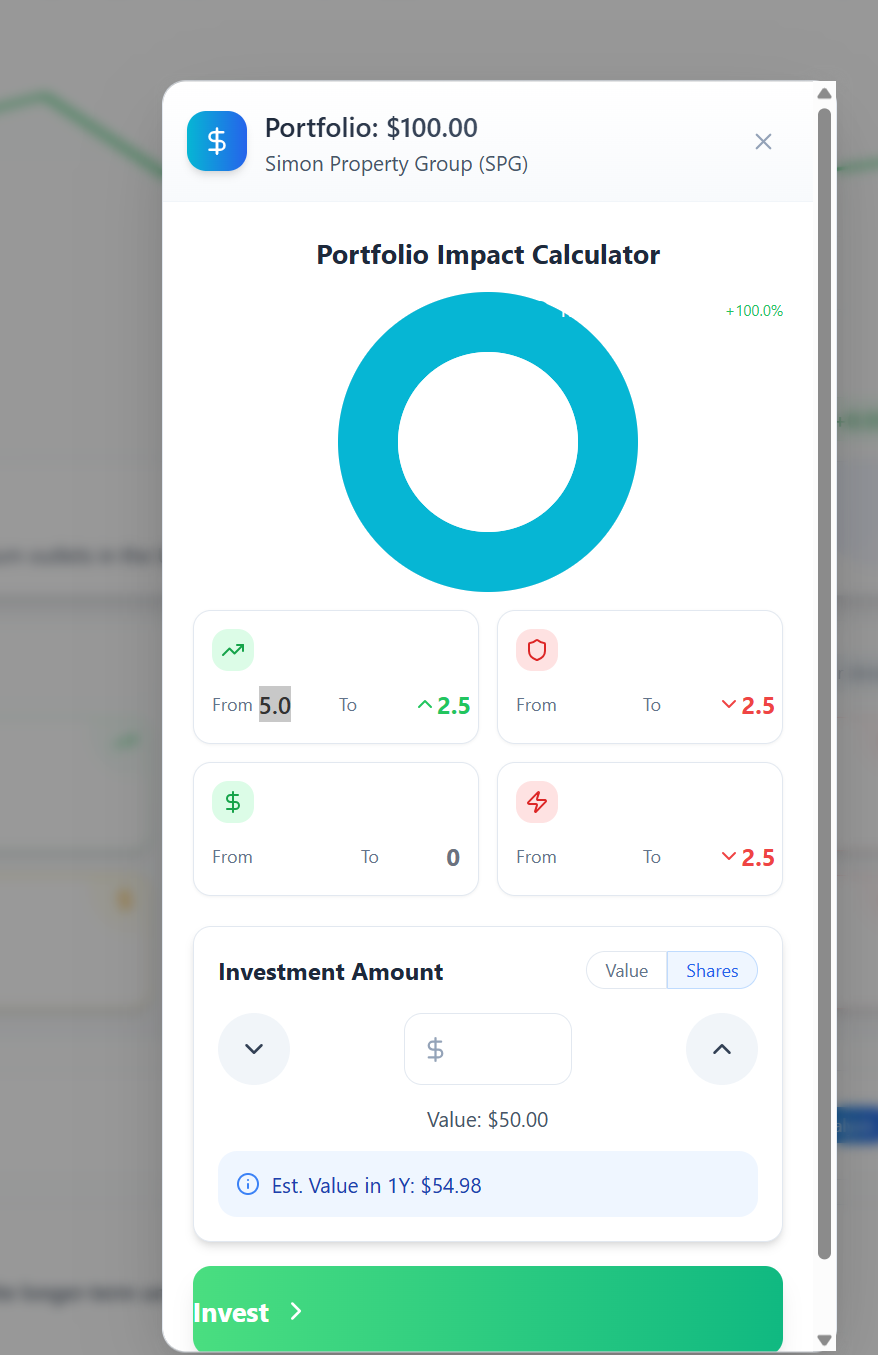 Portfolio: $100.00
Simon Property Group (SPG)
Portfolio Impact Calculator
+100.0%
From 5.0 To 2.5
From To 2.5
From To 0
From To 2.5
Investment Amount
Value Shares
$
Value: $50.00
Est. Value in 1Y: $54.98
Invest